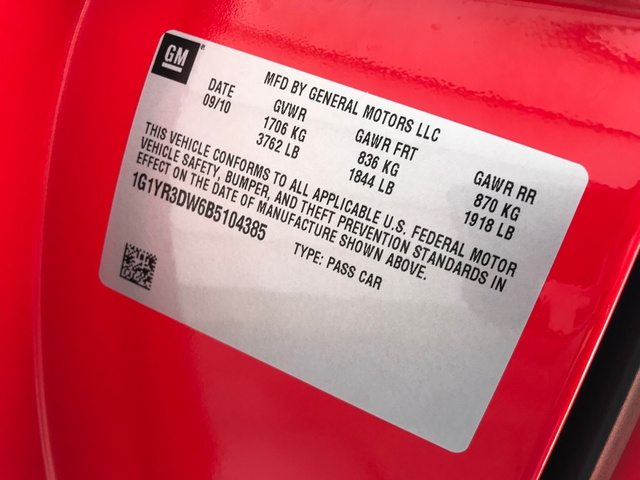 GM
MFD BY GENERAL MOTORS LLC
DATE GVWR GAWR FRT GAWR RR
09/10 1706 KG 836 KG 870 KG
3762 LB 1844 LB 1918 LB
THIS VEHICLE CONFORMS TO ALL APPLICABLE U.S. FEDERAL MOTOR
VEHICLE SAFETY, BUMPER, AND THEFT PREVENTION STANDARDS IN
EFFECT ON THE DATE OF MANUFACTURE SHOWN ABOVE.
1G1YR3DW6B5104385 TYPE: PASS CAR